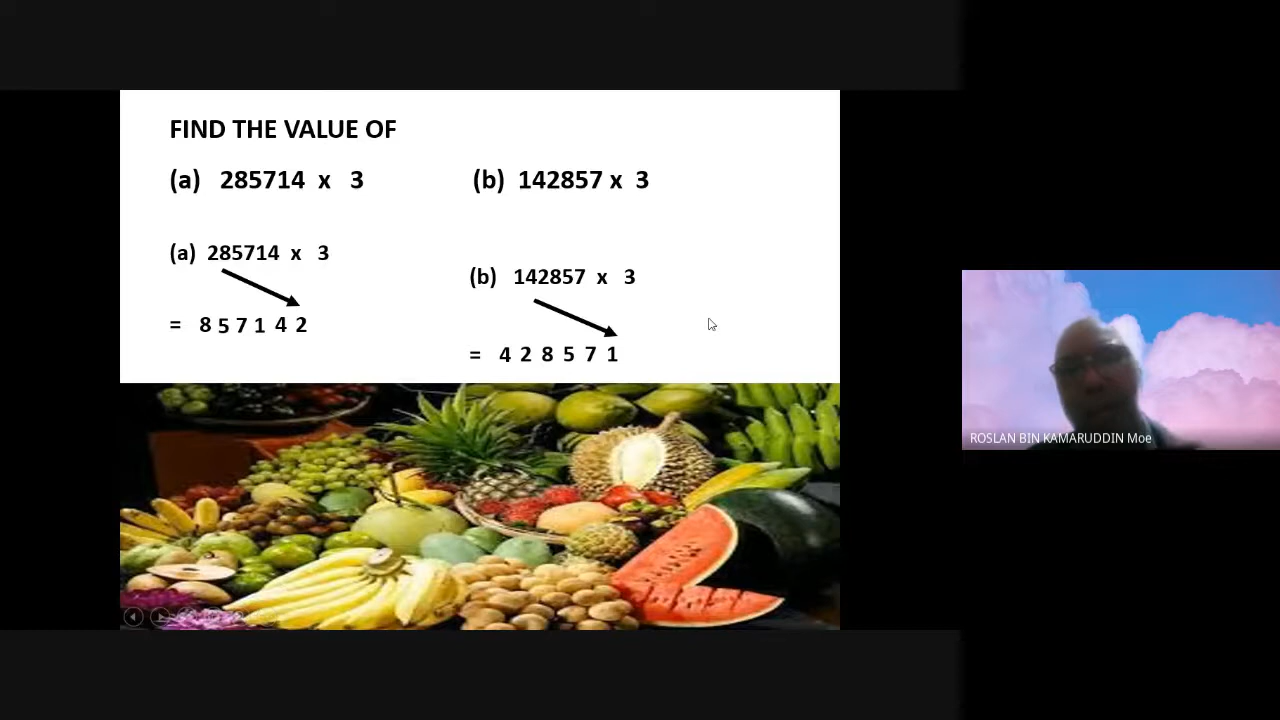 FIND THE VALUE OF
(a) 285714 x 3
(b) 142857 x 3
(a) 285714 x 3
= 8 5 7 1 4 2
(b) 142857 x 3
= 4 2 8 5 7 1
ROSLAN BIN KAMARUDDIN Moe